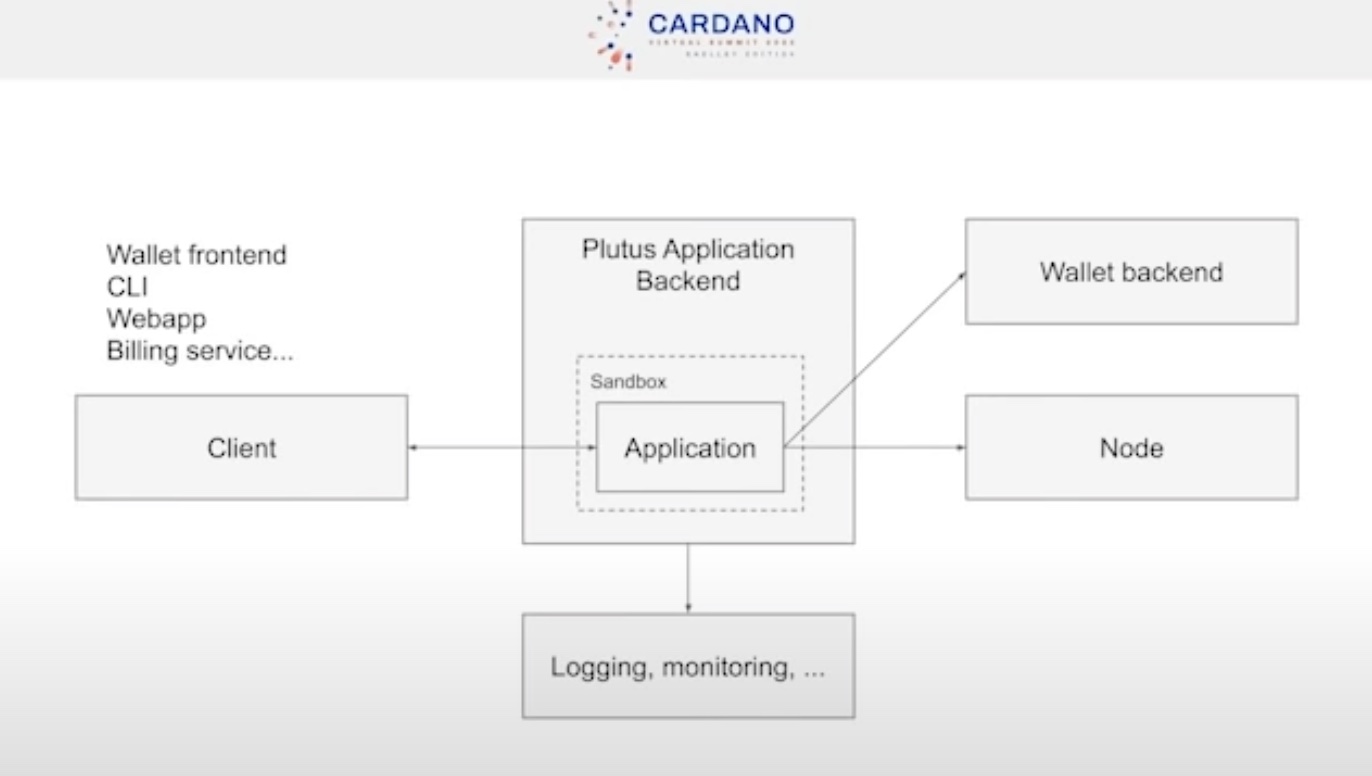 CARDANO
VIRTUAL SUMMIT 2020
SHELLEY EDITION
Wallet frontend
CLI
Webapp
Billing service...
Client
Plutus Application
Backend
Sandbox
Application
Wallet backend
Node
Logging, monitoring, ...